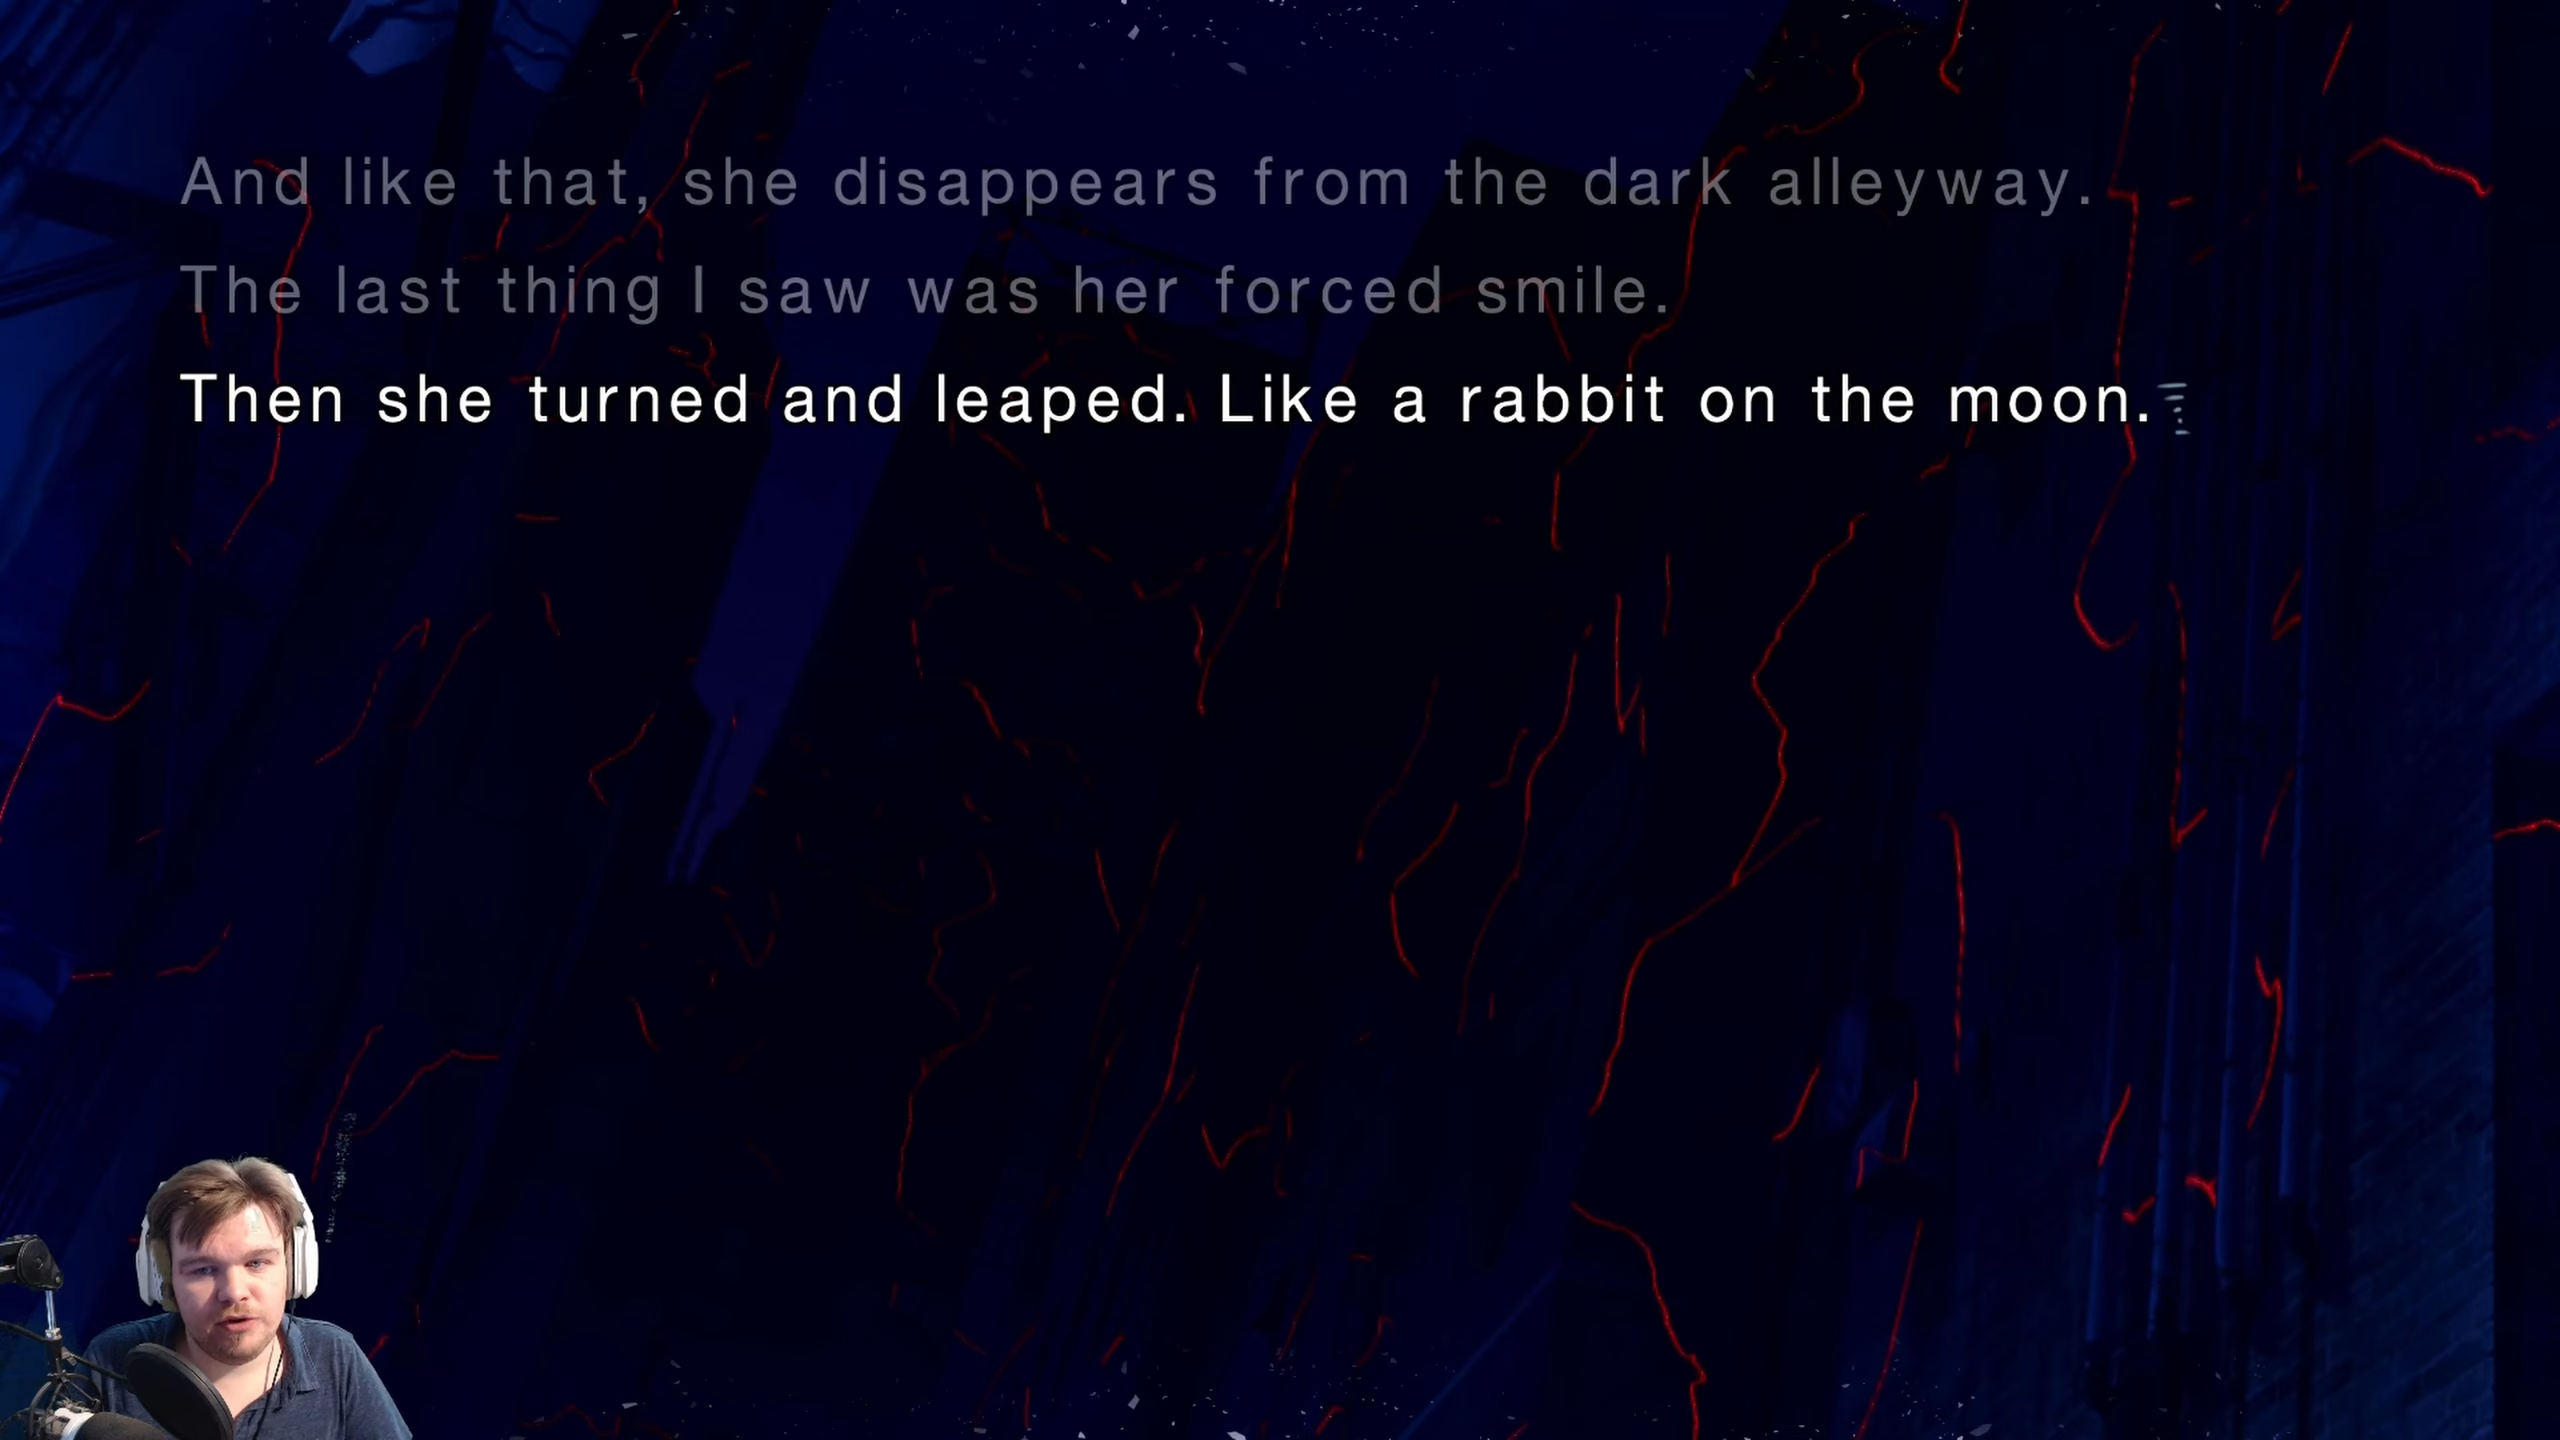 And like that, she disappears from the dark alleyway.
The last thing I saw was her forced smile.
Then she turned and leaped. Like a rabbit on the moon.